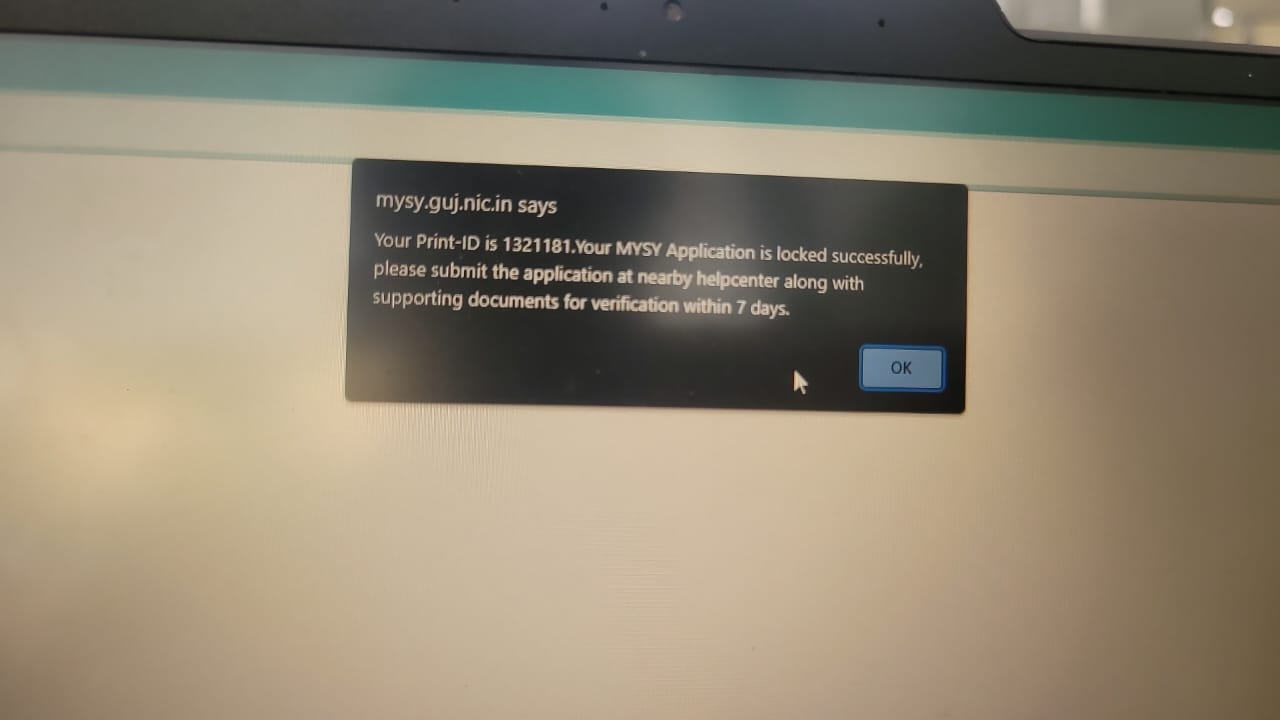 mysy.guj.nic.in says
Your Print-ID is 1321181.Your MYSY Application is locked successfully,
please submit the application at nearby helpcenter along with
supporting documents for verification within 7 days.
OK